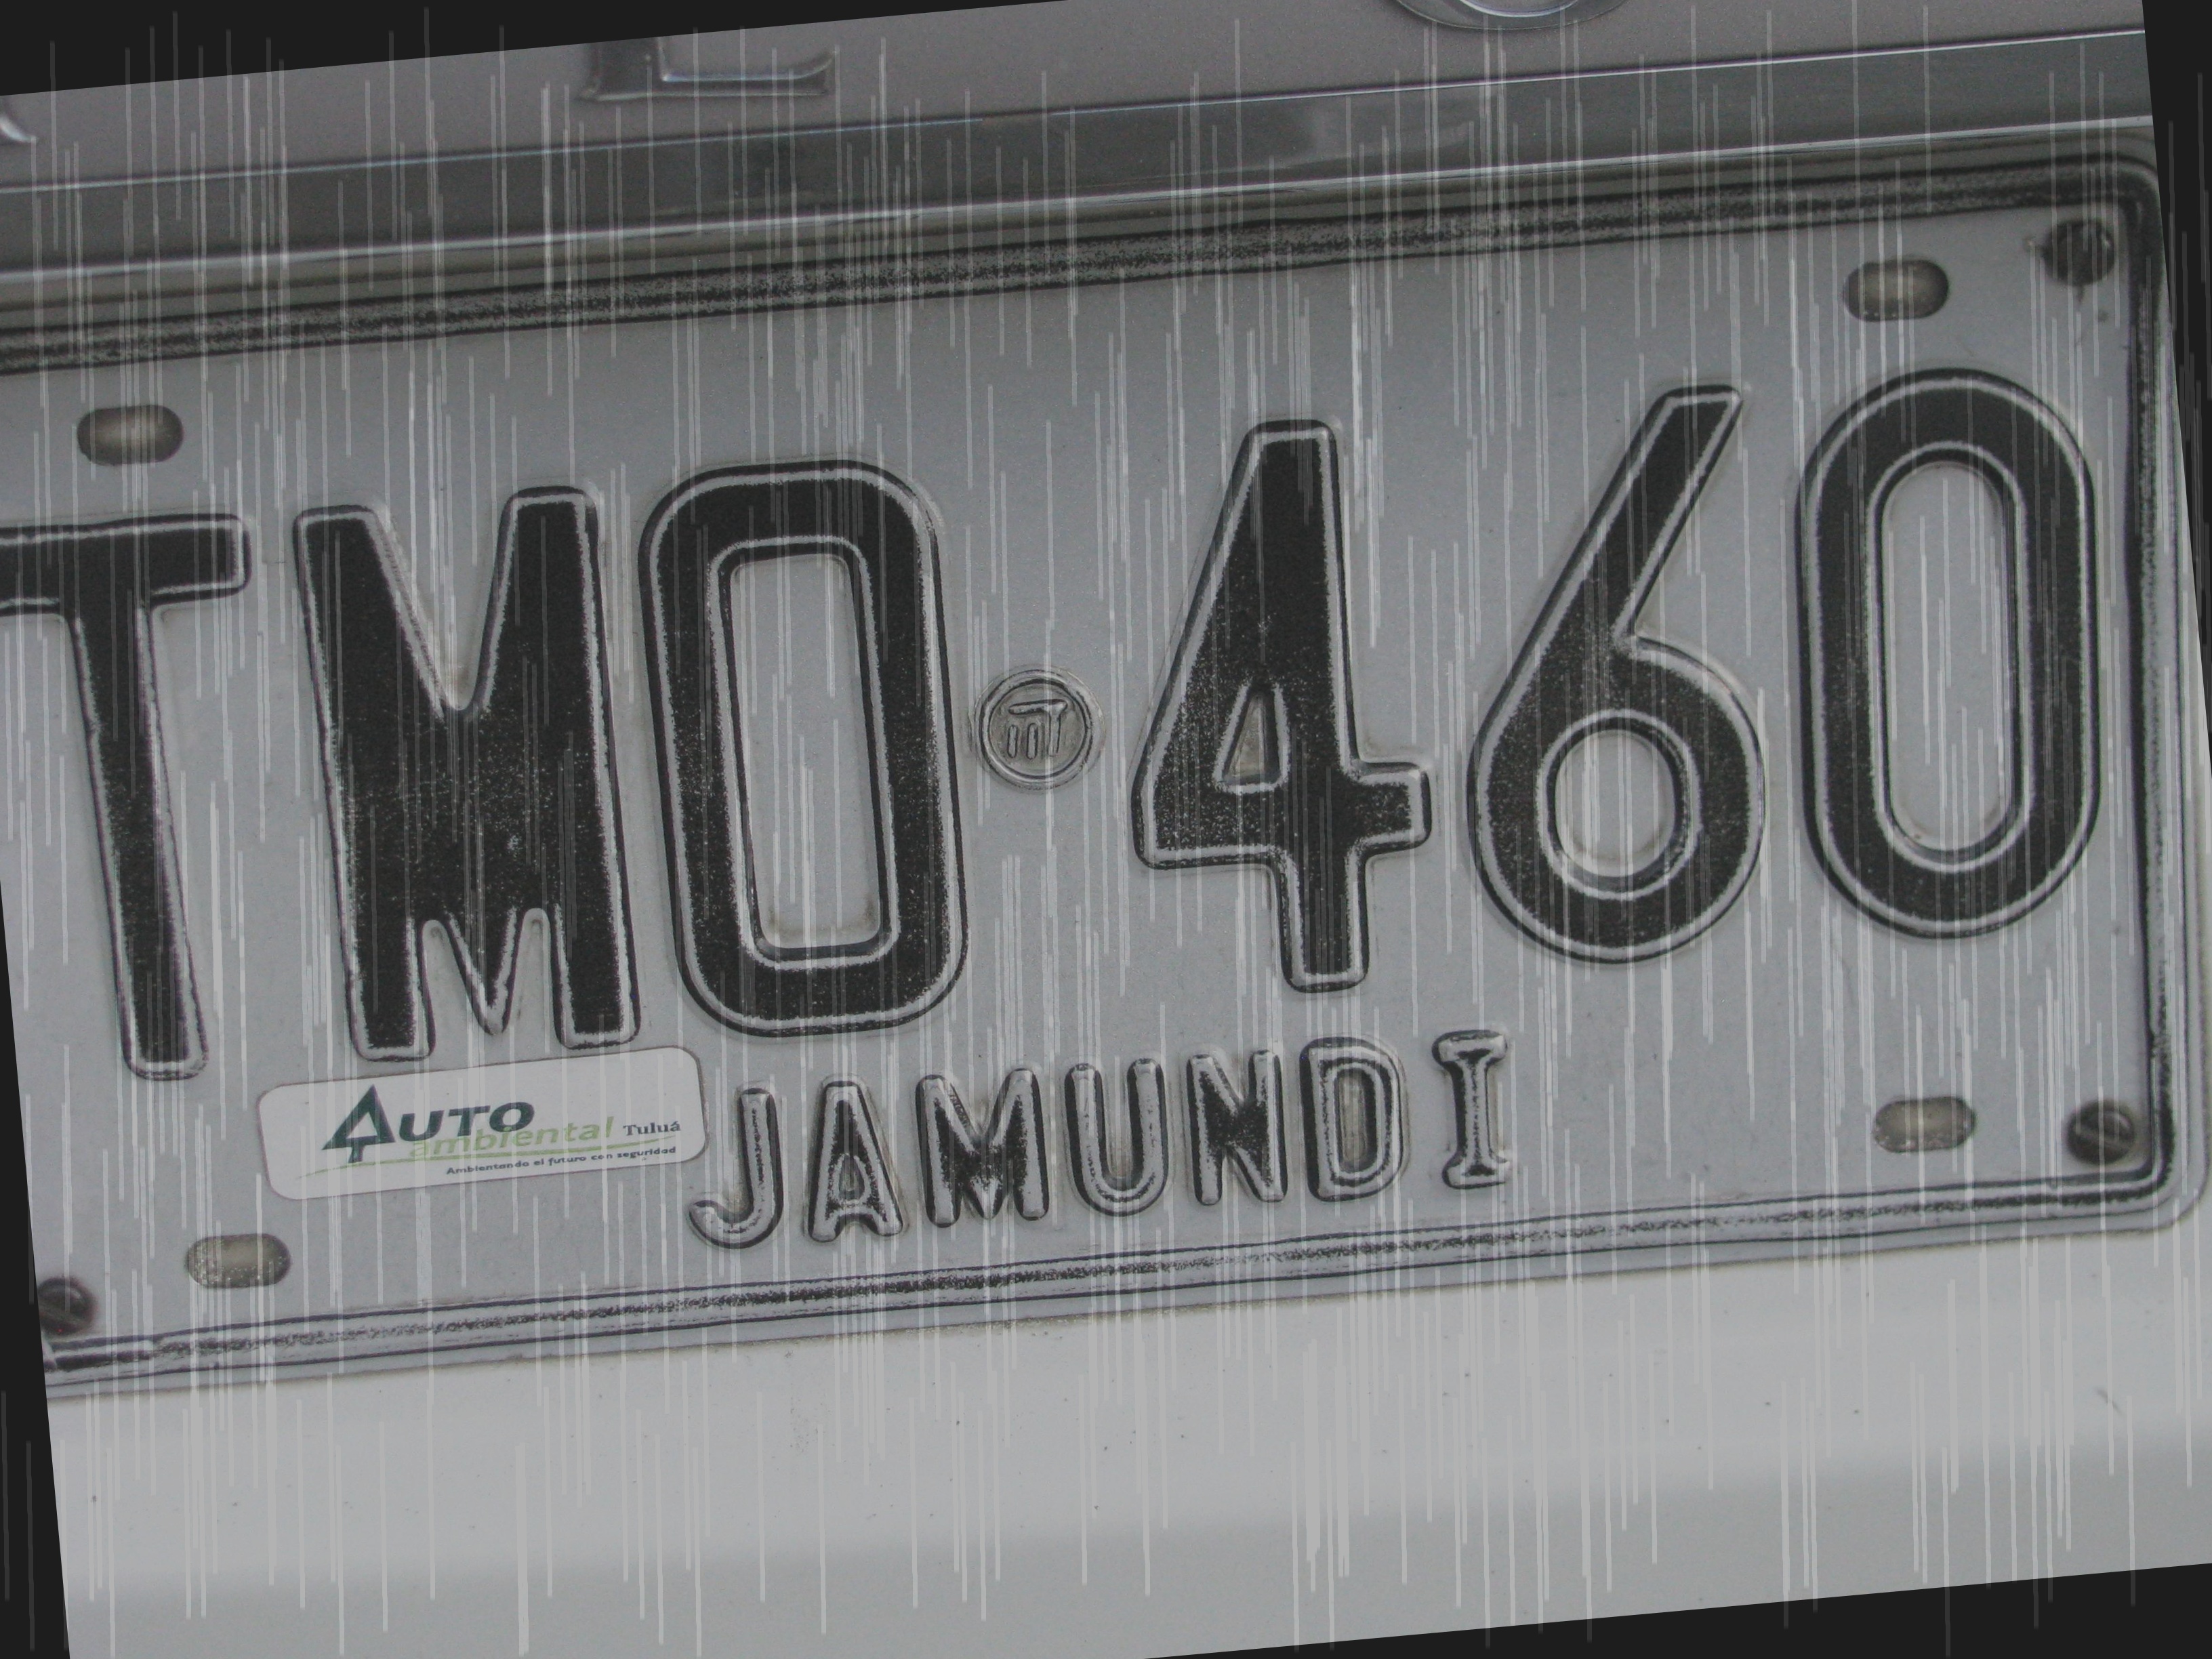 L
TMO·460
JAMUNDI
AUTO
ambiental Tuluá
Ambientando el futuro con seguridad